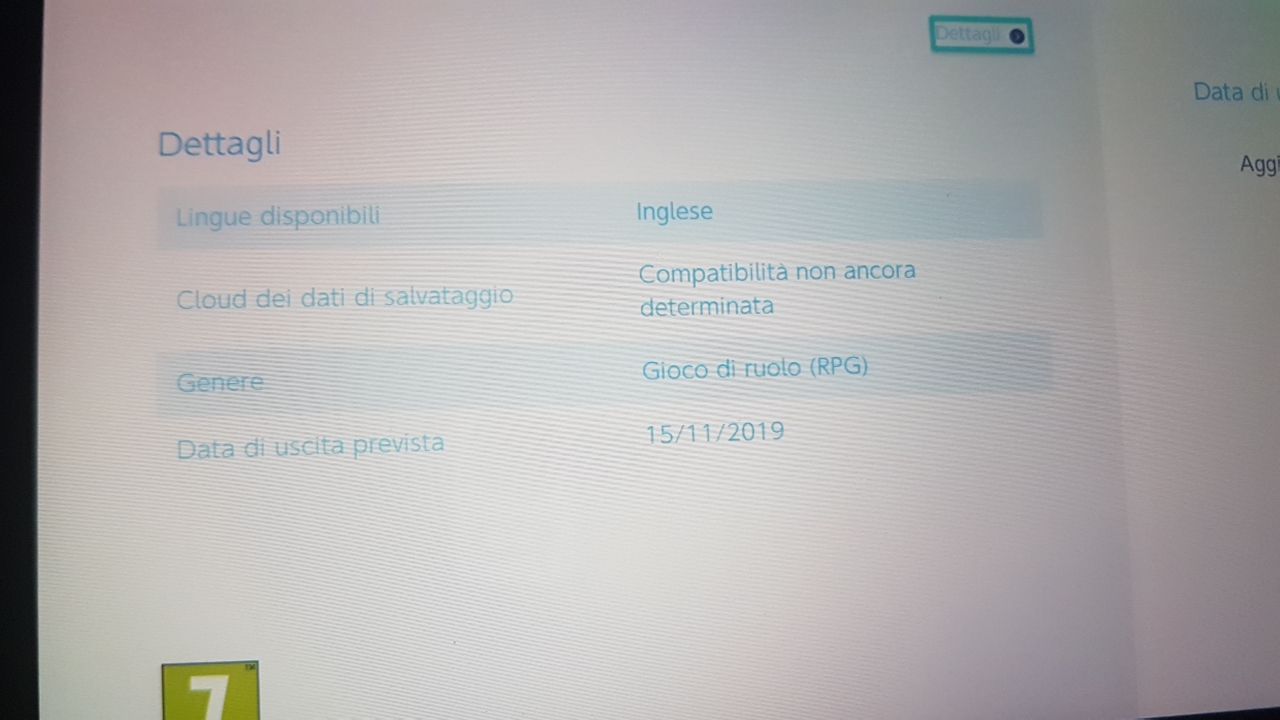 Dettagli
Data di
Aggi
Dettagli
Lingue disponibili
Inglese
Cloud dei dati di salvataggio
Compatibilità non ancora
determinata
Genere
Gioco di ruolo (RPG)
Data di uscita prevista
15/11/2019
7
TM